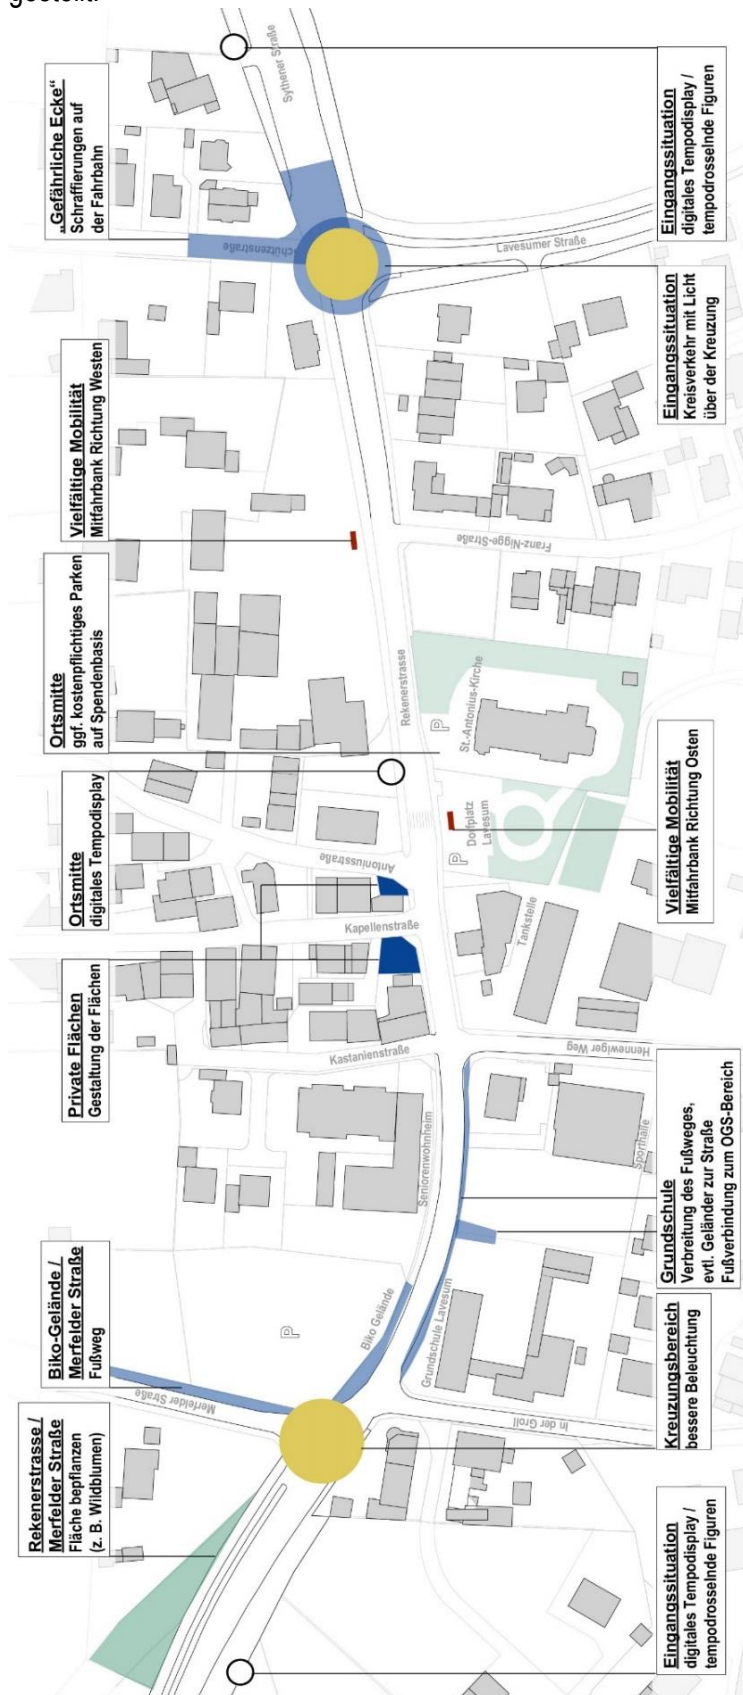 gestellt.
Rekenerstrasse /
Merfelder Straße
Fläche bepflanzen
(z. B. Wildblumen)
Biko-Gelände /
Merfelder Straße
Fußweg
Private Flächen
Gestaltung der Flächen
Ortsmitte
digitales Tempodisplay
Ortsmitte
ggf. kostenpflichtiges Parken
auf Spendenbasis
Vielfältige Mobilität
Mitfahrbank Richtung Westen
„Gefährliche Ecke“
Schraffierungen auf
der Fahrbahn
Merfelder Straße
P
Biko Gelände
Seniorenwohnheim
Kastanienstraße
Kapellenstraße
Antoniusstraße
Rekenerstrasse
Schützenstraße
Sythener Straße
Grundschule Lavesum
In der Groll
Sporthalle
Hennewiger Weg
Tankstelle
P
Dorfplatz
Lavesum
P
St.-Antonius-Kirche
Franz-Nigge-Straße
Lavesumer Straße
Eingangssituation
digitales Tempodisplay /
tempodrosselnde Figuren
Kreuzungsbereich
bessere Beleuchtung
Grundschule
Verbreitung des Fußweges,
evtl. Geländer zur Straße
Fußverbindung zum OGS-Bereich
Vielfältige Mobilität
Mitfahrbank Richtung Osten
Eingangssituation
Kreisverkehr mit Licht
über der Kreuzung
Eingangssituation
digitales Tempodisplay /
tempodrosselnde Figuren